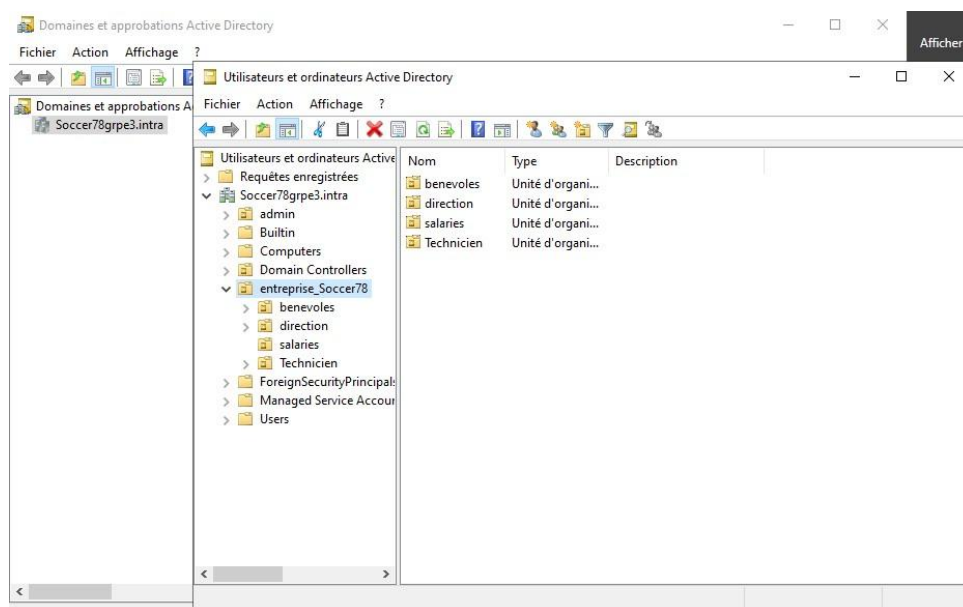 Domaines et approbations Active Directory
Fichier Action Affichage ?
Afficher
Domaines et approbations A
Soccer78grpe3.intra
Utilisateurs et ordinateurs Active Directory
Fichier Action Affichage ?
Utilisateurs et ordinateurs Active
Requêtes enregistrées
Soccer78grpe3.intra
admin
Builtin
Computers
Domain Controllers
entreprise_Soccer78
benevoles
direction
salaries
Technicien
ForeignSecurityPrincipals
Managed Service Accour
Users
Nom Type Description
benevoles Unité d'organi...
direction Unité d'organi...
salaries Unité d'organi...
Technicien Unité d'organi...